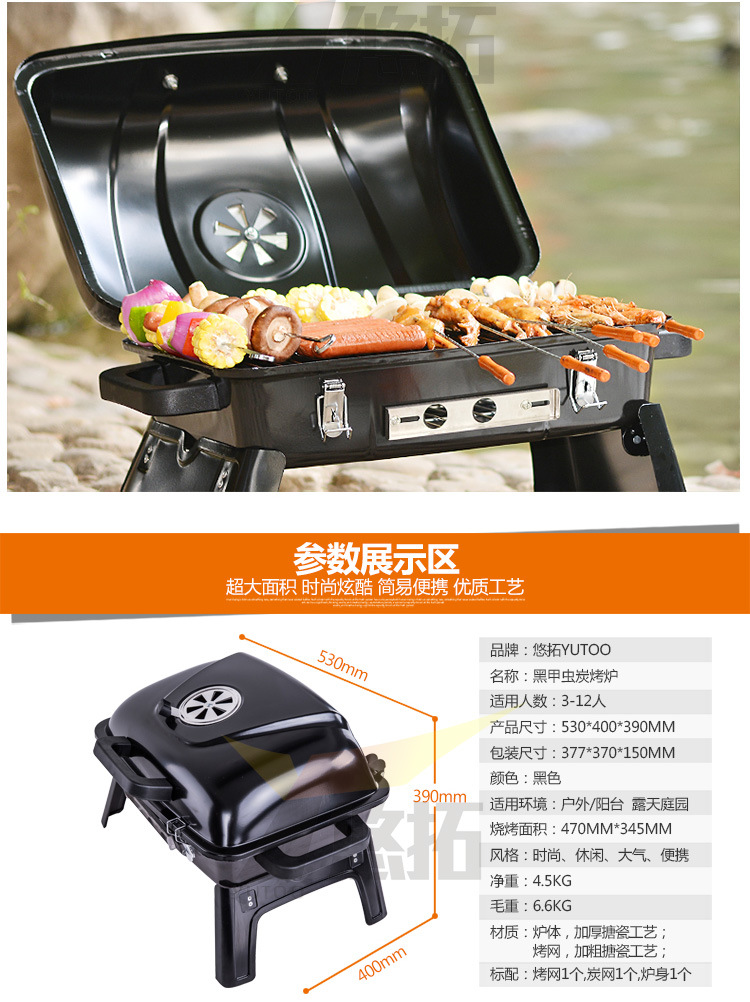 悠拓
参数展示区
超大面积 时尚炫酷 简易便携 优质工艺
530mm
390mm
400mm
悠拓
品牌：悠拓YUTOO
名称：黑甲虫炭烤炉
适用人数：3-12人
产品尺寸：530*400*390MM
包装尺寸：377*370*150MM
颜色：黑色
适用环境：户外/阳台 露天庭园
烧烤面积：470MM*345MM
风格：时尚、休闲、大气、便携
净重：4.5KG
毛重：6.6KG
材质：炉体，加厚搪瓷工艺；
烤网，加粗搪瓷工艺；
标配：烤网1个,炭网1个,炉身1个